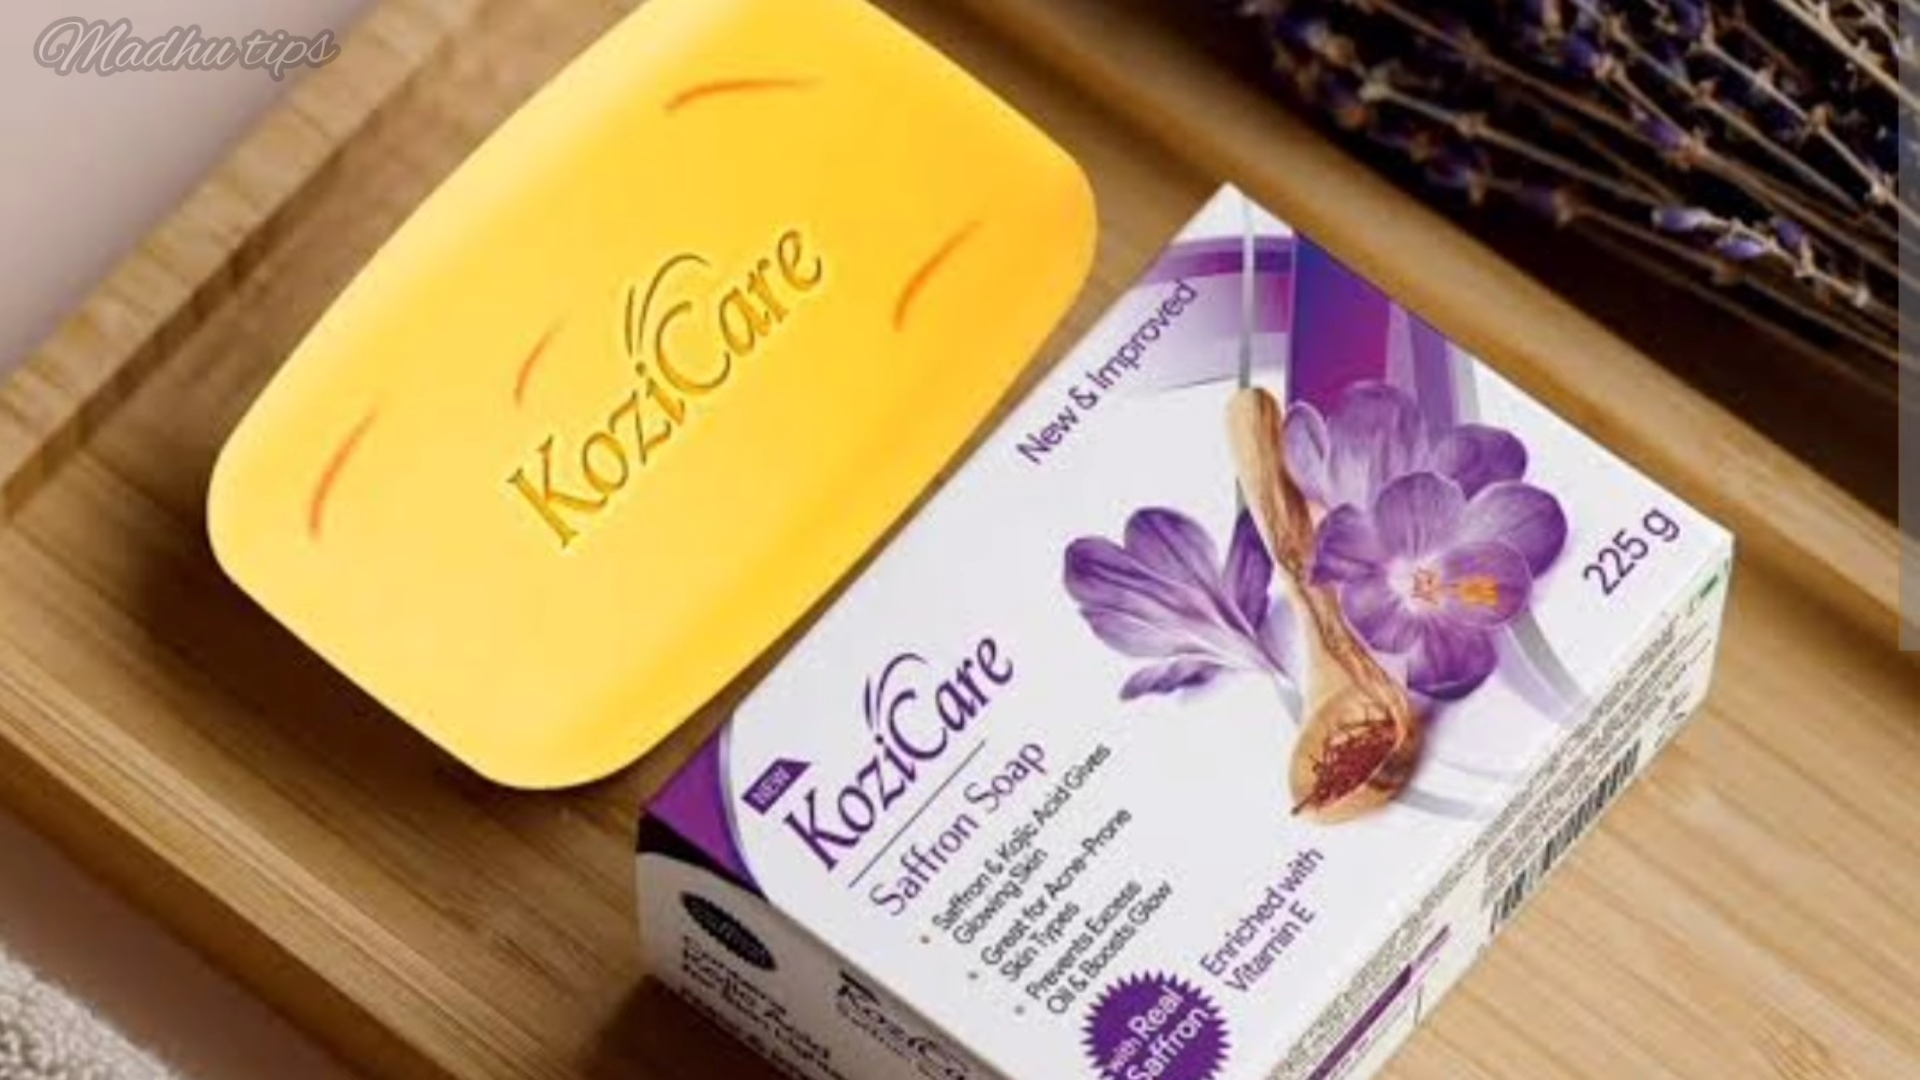 Madhu tips
KoziCare
New & Improved
225 g
NEW
KoziCare
Saffron Soap
Saffron & Kojic Acid Gives
Glowing Skin
Great for Acne-Prone
Skin Types
Prevents Excess
Oil & Boosts Glow
Enriched with
Vitamin E
with Real
Saffron